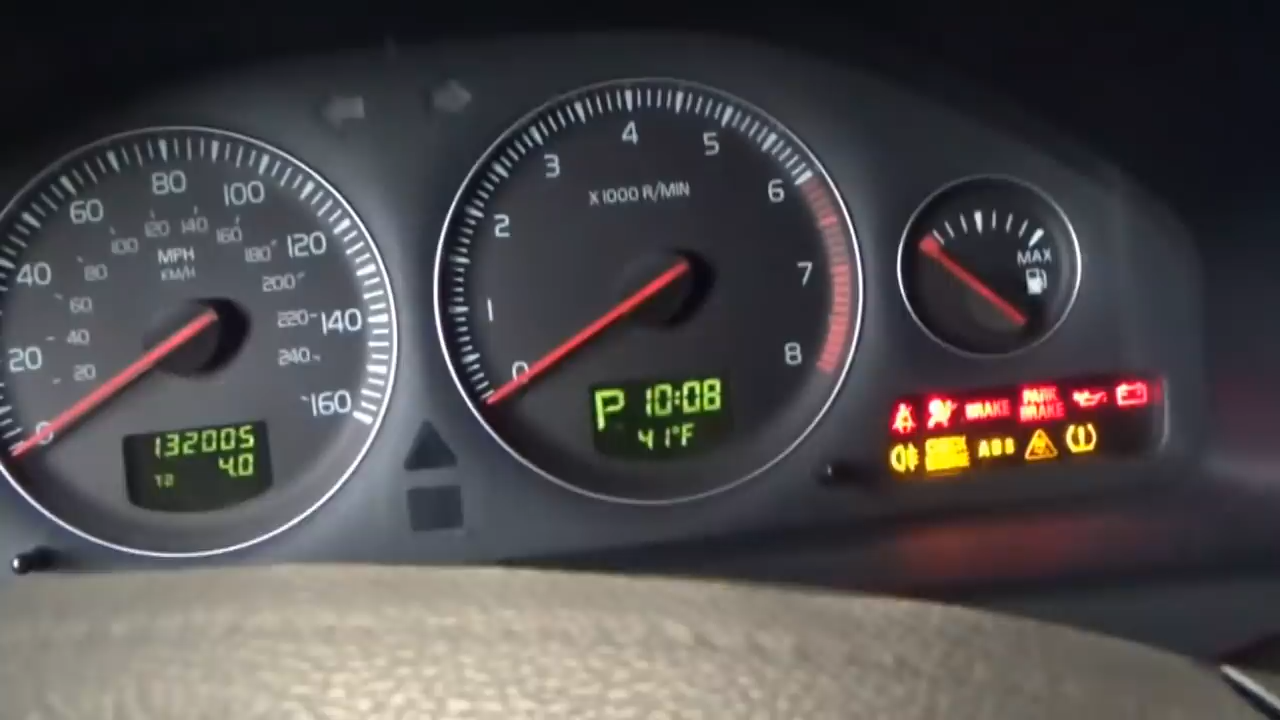 20 40 60 80 100 120 140 160
20 40 60 80 100 120 140 160 180 200 220 240
MPH
KM/H
0
132005
4.0
0 1 2 3 4 5 6 7 8
X 1000 R/MIN
P 10:08
41°F
MAX
BRAKE PARK BRAKE
ABS